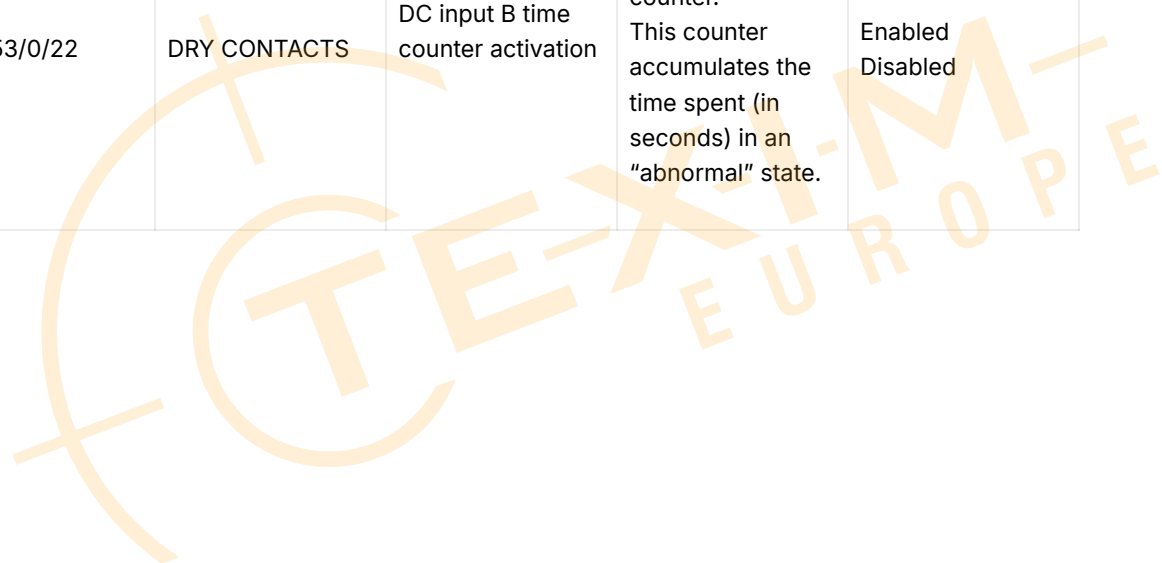 53/0/22
DRY CONTACTS
DC input B time
counter activation
counter.
This counter
accumulates the
time spent (in
seconds) in an
“abnormal” state.
Enabled
Disabled
TEXIM
EUROPE